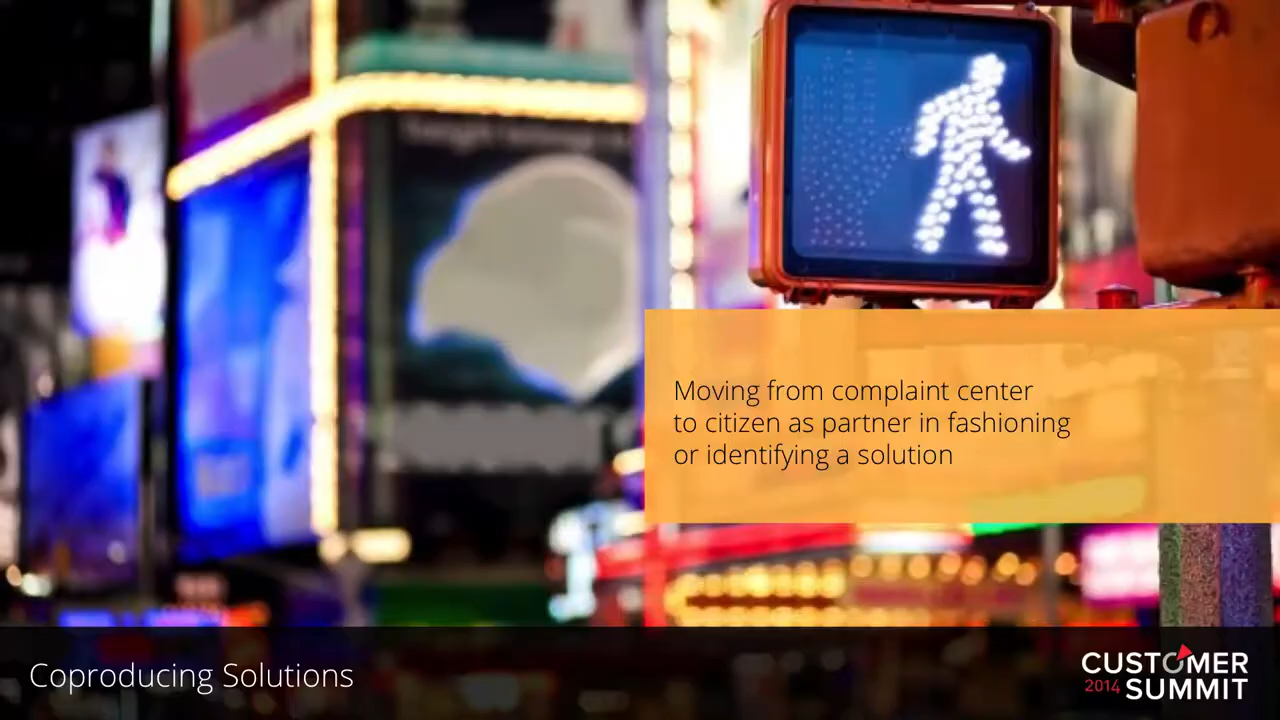 Moving from complaint center
to citizen as partner in fashioning
or identifying a solution
Coproducing Solutions
CUSTOMER
2014 SUMMIT